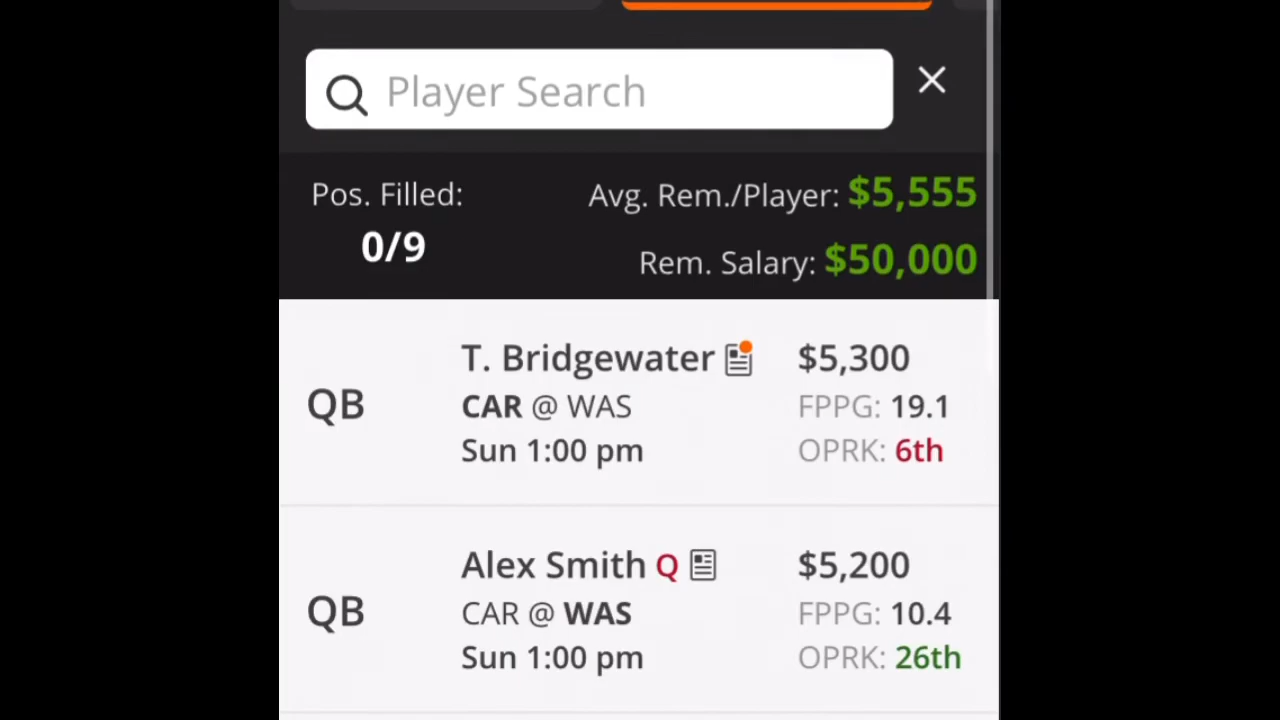 Player Search
Pos. Filled:
0/9
Avg. Rem./Player: $5,555
Rem. Salary: $50,000
QB
T. Bridgewater
CAR @ WAS
Sun 1:00 pm
$5,300
FPPG: 19.1
OPRK: 6th
QB
Alex Smith Q
CAR @ WAS
Sun 1:00 pm
$5,200
FPPG: 10.4
OPRK: 26th